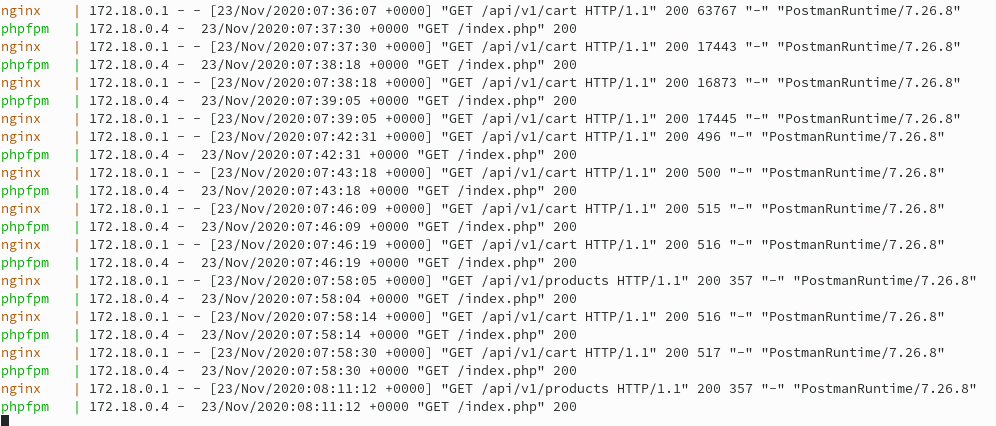 nginx    | 172.18.0.1 - - [23/Nov/2020:07:36:07 +0000] "GET /api/v1/cart HTTP/1.1" 200 63767 "-" "PostmanRuntime/7.26.8"
phpfpm   | 172.18.0.4 -  23/Nov/2020:07:37:30 +0000 "GET /index.php" 200
nginx    | 172.18.0.1 - - [23/Nov/2020:07:37:30 +0000] "GET /api/v1/cart HTTP/1.1" 200 17443 "-" "PostmanRuntime/7.26.8"
phpfpm   | 172.18.0.4 -  23/Nov/2020:07:38:18 +0000 "GET /index.php" 200
nginx    | 172.18.0.1 - - [23/Nov/2020:07:38:18 +0000] "GET /api/v1/cart HTTP/1.1" 200 16873 "-" "PostmanRuntime/7.26.8"
phpfpm   | 172.18.0.4 -  23/Nov/2020:07:39:05 +0000 "GET /index.php" 200
nginx    | 172.18.0.1 - - [23/Nov/2020:07:39:05 +0000] "GET /api/v1/cart HTTP/1.1" 200 17445 "-" "PostmanRuntime/7.26.8"
nginx    | 172.18.0.1 - - [23/Nov/2020:07:42:31 +0000] "GET /api/v1/cart HTTP/1.1" 200 496 "-" "PostmanRuntime/7.26.8"
phpfpm   | 172.18.0.4 -  23/Nov/2020:07:42:31 +0000 "GET /index.php" 200
nginx    | 172.18.0.1 - - [23/Nov/2020:07:43:18 +0000] "GET /api/v1/cart HTTP/1.1" 200 500 "-" "PostmanRuntime/7.26.8"
phpfpm   | 172.18.0.4 -  23/Nov/2020:07:43:18 +0000 "GET /index.php" 200
nginx    | 172.18.0.1 - - [23/Nov/2020:07:46:09 +0000] "GET /api/v1/cart HTTP/1.1" 200 515 "-" "PostmanRuntime/7.26.8"
phpfpm   | 172.18.0.4 -  23/Nov/2020:07:46:09 +0000 "GET /index.php" 200
nginx    | 172.18.0.1 - - [23/Nov/2020:07:46:19 +0000] "GET /api/v1/cart HTTP/1.1" 200 516 "-" "PostmanRuntime/7.26.8"
phpfpm   | 172.18.0.4 -  23/Nov/2020:07:46:19 +0000 "GET /index.php" 200
nginx    | 172.18.0.1 - - [23/Nov/2020:07:58:05 +0000] "GET /api/v1/products HTTP/1.1" 200 357 "-" "PostmanRuntime/7.26.8"
phpfpm   | 172.18.0.4 -  23/Nov/2020:07:58:04 +0000 "GET /index.php" 200
nginx    | 172.18.0.1 - - [23/Nov/2020:07:58:14 +0000] "GET /api/v1/cart HTTP/1.1" 200 516 "-" "PostmanRuntime/7.26.8"
phpfpm   | 172.18.0.4 -  23/Nov/2020:07:58:14 +0000 "GET /index.php" 200
nginx    | 172.18.0.1 - - [23/Nov/2020:07:58:30 +0000] "GET /api/v1/cart HTTP/1.1" 200 517 "-" "PostmanRuntime/7.26.8"
phpfpm   | 172.18.0.4 -  23/Nov/2020:07:58:30 +0000 "GET /index.php" 200
nginx    | 172.18.0.1 - - [23/Nov/2020:08:11:12 +0000] "GET /api/v1/products HTTP/1.1" 200 357 "-" "PostmanRuntime/7.26.8"
phpfpm   | 172.18.0.4 -  23/Nov/2020:08:11:12 +0000 "GET /index.php" 200